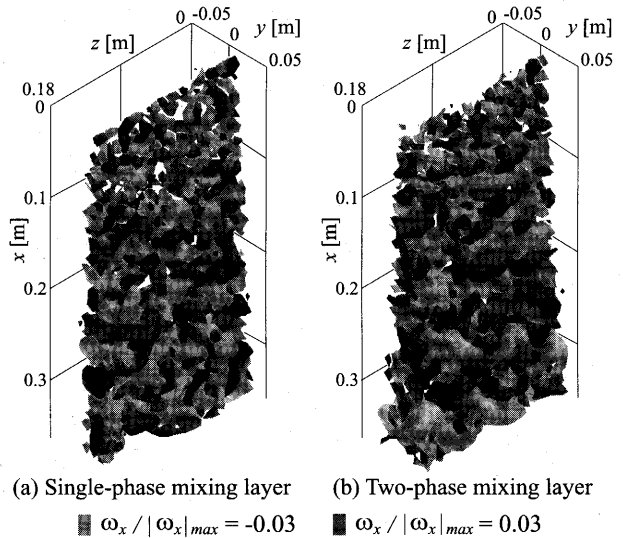 0 -0.05
z [m] 0 y [m]
0.18 0.05
0
0.1
x [m]
0.2
0.3
0 -0.05
z [m] 0 y [m]
0.18 0.05
0
0.1
x [m]
0.2
0.3
(a) Single-phase mixing layer
(b) Two-phase mixing layer
ωx / |ωx|max = -0.03
ωx / |ωx|max = 0.03